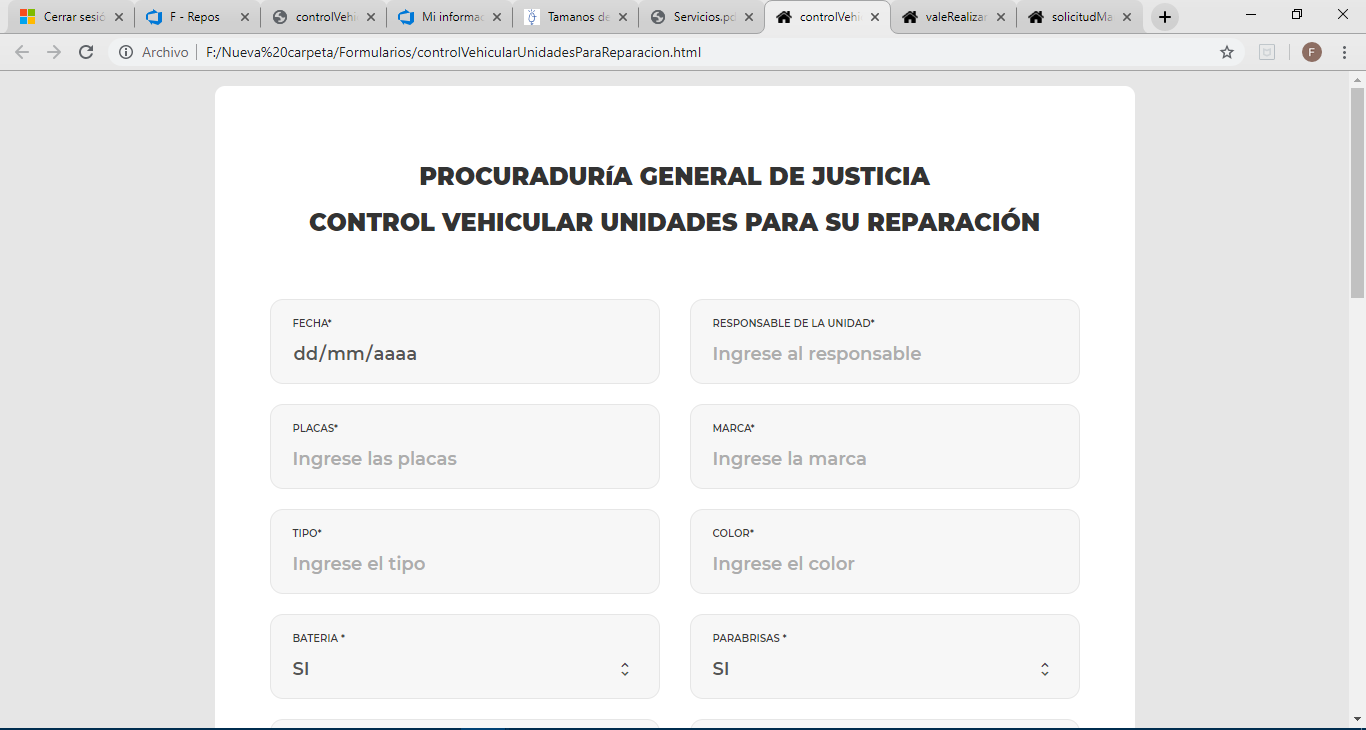 Cerrar sesió
F - Repos
controlVehi
Mi informac
Tamanos de
Servicios.pd
controlVehi
valeRealizar
solicitudMa
Archivo
F:/Nueva%20carpeta/Formularios/controlVehicularUnidadesParaReparacion.html
F
PROCURADURíA GENERAL DE JUSTICIA
CONTROL VEHICULAR UNIDADES PARA SU REPARACIÓN
FECHA*
dd/mm/aaaa
RESPONSABLE DE LA UNIDAD*
Ingrese al responsable
PLACAS*
Ingrese las placas
MARCA*
Ingrese la marca
TIPO*
Ingrese el tipo
COLOR*
Ingrese el color
BATERIA *
SI
PARABRISAS *
SI